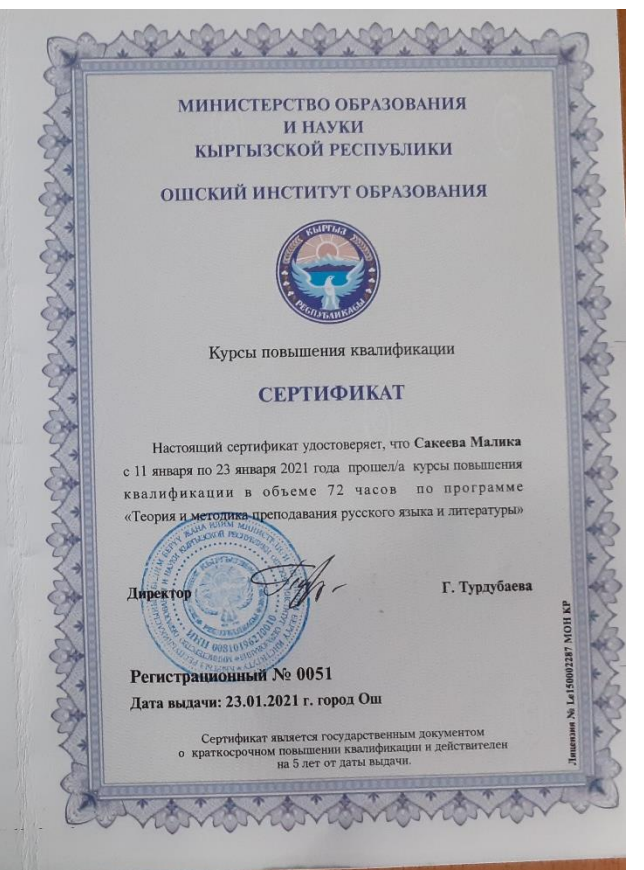 МИНИСТЕРСТВО ОБРАЗОВАНИЯ
И НАУКИ
КЫРГЫЗСКОЙ РЕСПУБЛИКИ
ОШСКИЙ ИНСТИТУТ ОБРАЗОВАНИЯ
КЫРГЫЗ
РЕСПУБЛИКАСЫ
Курсы повышения квалификации
СЕРТИФИКАТ
Настоящий сертификат удостоверяет, что Сакеева Малика
с 11 января по 23 января 2021 года прошел/а курсы повышения
квалификации в объеме 72 часов по программе
«Теория и методика преподавания русского языка и литературы»
Директор
Г. Турдубаева
ИНН 00810196210010
Регистрационный № 0051
Дата выдачи: 23.01.2021 г. город Ош
Сертификат является государственным документом
о краткосрочном повышении квалификации и действителен
на 5 лет от даты выдачи.
Лицензия № Le150002287 МОН КР